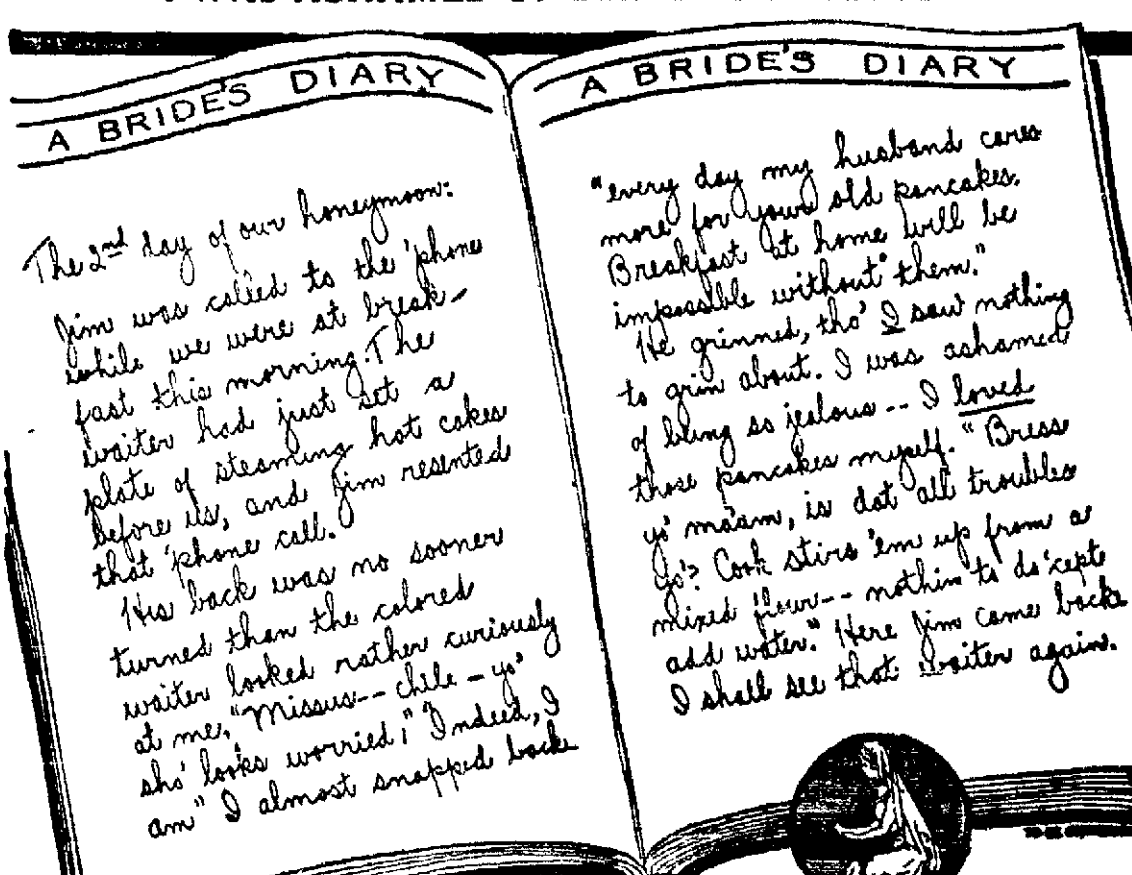 A BRIDE'S DIARY
The 2nd day of our honeymoon:
Jim was called to the 'phone
while we were at break-
fast this morning. The
waiter had just set a
plate of steaming hot cakes
before us, and Jim resented
that 'phone call.
His back was no sooner
turned than the colored
waiter looked rather curiously
at me. "Missus-- chile - yo'
sho' looks worried;" "Indeed, I
am" I almost snapped back
A BRIDE'S DIARY
"every day my husband cares
more for your old pancakes.
Breakfast at home will be
impossible without them."
He grinned, tho' I saw nothing
to grin about. I was ashamed
of being so jealous -- I loved
those pancakes myself. "Bress
yo' ma'am, is dat all troubles
yo'? Cook stirs 'em up from a
mixed flour -- nothin to do 'cept
add water." Here Jim came back.
I shall see that waiter again.